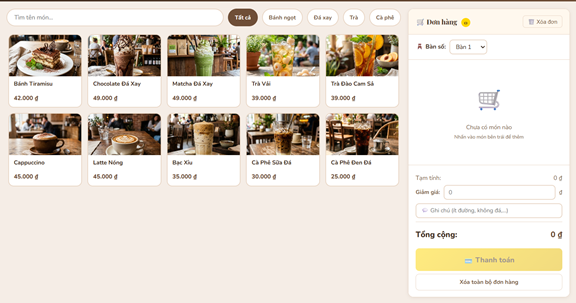 Tìm tên món...
Tất cả
Bánh ngọt
Đá xay
Trà
Cà phê
Bánh Tiramisu
42.000 ₫
Chocolate Đá Xay
49.000 ₫
Matcha Đá Xay
49.000 ₫
Trà Vải
39.000 ₫
Trà Đào Cam Sả
39.000 ₫
Cappuccino
45.000 ₫
Latte Nóng
45.000 ₫
Bạc Xỉu
35.000 ₫
Cà Phê Sữa Đá
30.000 ₫
Cà Phê Đen Đá
25.000 ₫
Đơn hàng
0
Xóa đơn
Bàn số:
Bàn 1
Chưa có món nào
Nhấn vào món bên trái để thêm
Tạm tính:
0 ₫
Giảm giá:
0
₫
Ghi chú (ít đường, không đá,...)
Tổng cộng:
0 ₫
Thanh toán
Xóa toàn bộ đơn hàng